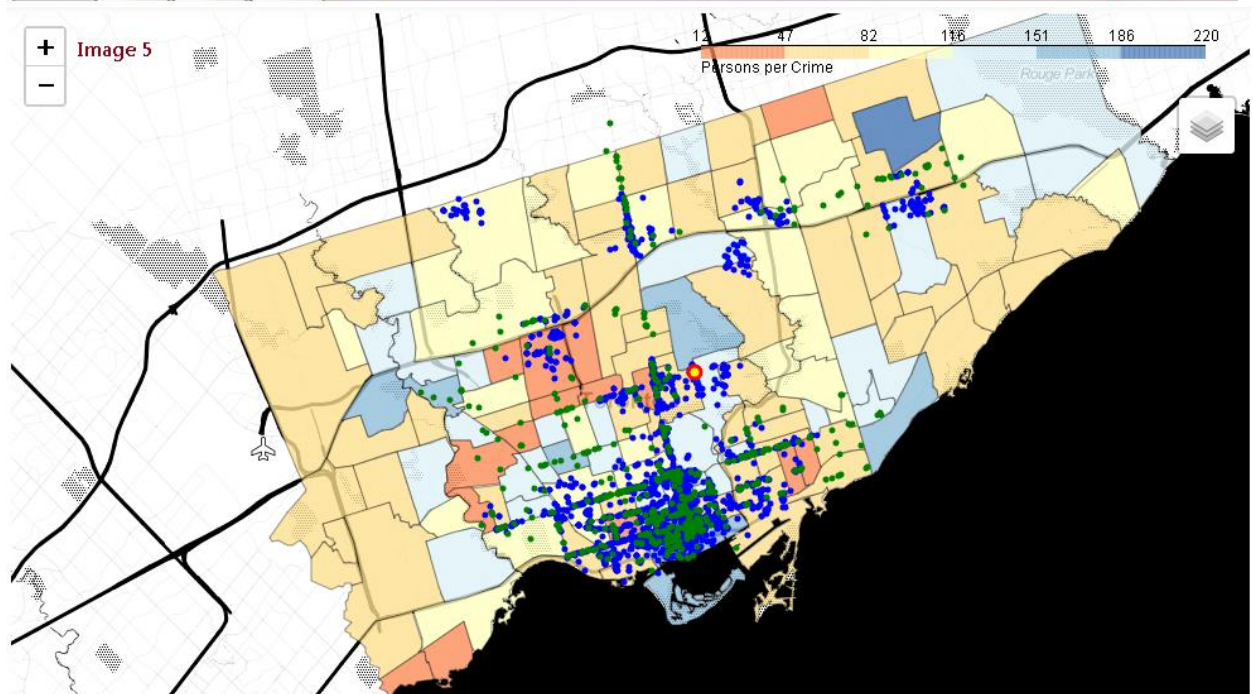 +
Image 5
−
12 47 82 116 151 186 220
Persons per Crime
Rouge Park